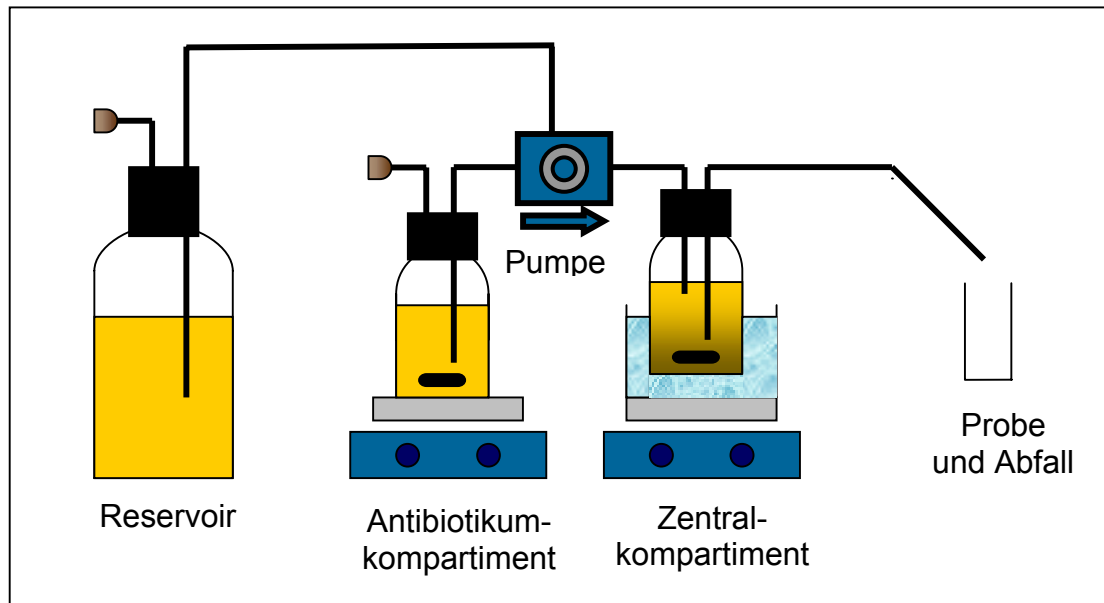 Pumpe
Reservoir
Antibiotikum-
kompartiment
Zentral-
kompartiment
Probe
und Abfall